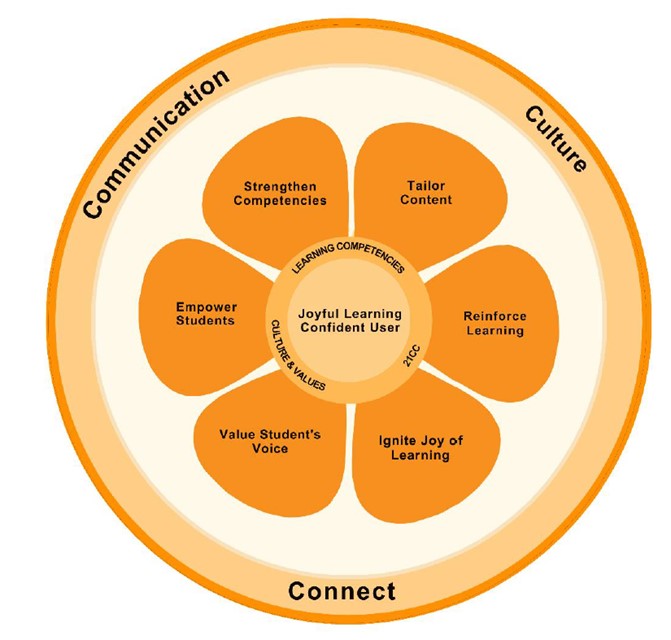 Communication
Culture
Strengthen
Competencies
Tailor
Content
LEARNING COMPETENCIES
Empower
Students
Joyful Learning
Confident User
Reinforce
Learning
CULTURE & VALUES
21CC
Value Student's
Voice
Ignite Joy of
Learning
Connect